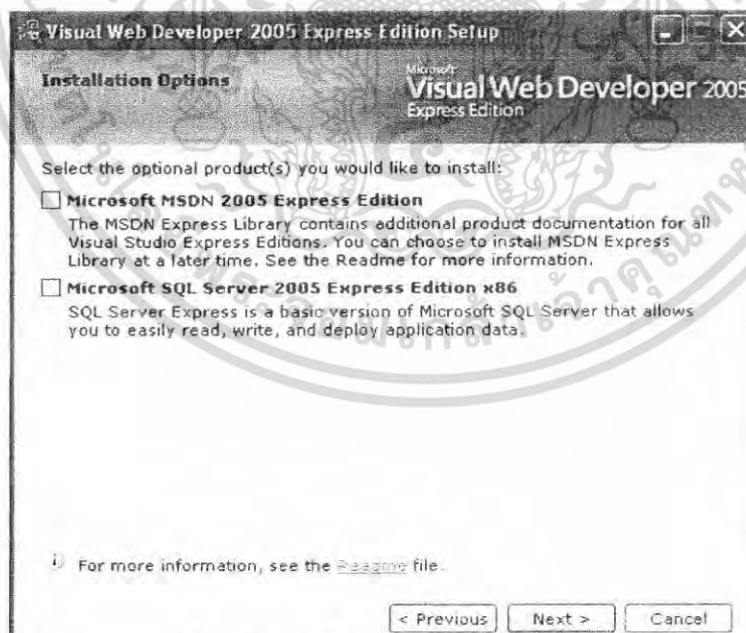 Visual Web Developer 2005 Express Edition Setup
Installation Options
Microsoft
Visual Web Developer 2005
Express Edition
Select the optional product(s) you would like to install:
Microsoft MSDN 2005 Express Edition
The MSDN Express Library contains additional product documentation for all
Visual Studio Express Editions. You can choose to install MSDN Express
Library at a later time. See the Readme for more information.
Microsoft SQL Server 2005 Express Edition x86
SQL Server Express is a basic version of Microsoft SQL Server that allows
you to easily read, write, and deploy application data.
For more information, see the Readme file.
< Previous
Next >
Cancel